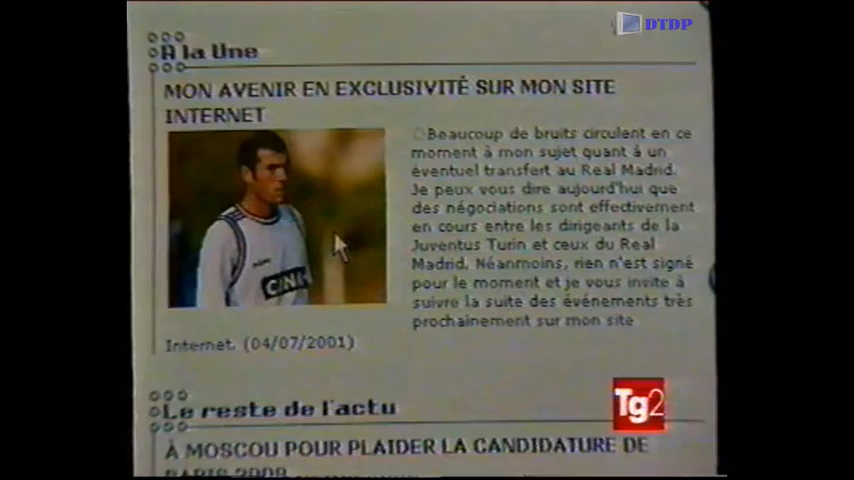 DTDP
A la Une
MON AVENIR EN EXCLUSIVITÉ SUR MON SITE
INTERNET
Beaucoup de bruits circulent en ce
moment à mon sujet quant à un
éventuel transfert au Real Madrid.
Je peux vous dire aujourd'hui que
des négociations sont effectivement
en cours entre les dirigeants de la
Juventus Turin et ceux du Real
Madrid. Néanmoins, rien n'est signé
pour le moment et je vous invite à
suivre la suite des événements très
prochainement sur mon site
Internet. (04/07/2001)
Le reste de l'actu
Tg2
À MOSCOU POUR PLAIDER LA CANDIDATURE DE
PARIS 2008